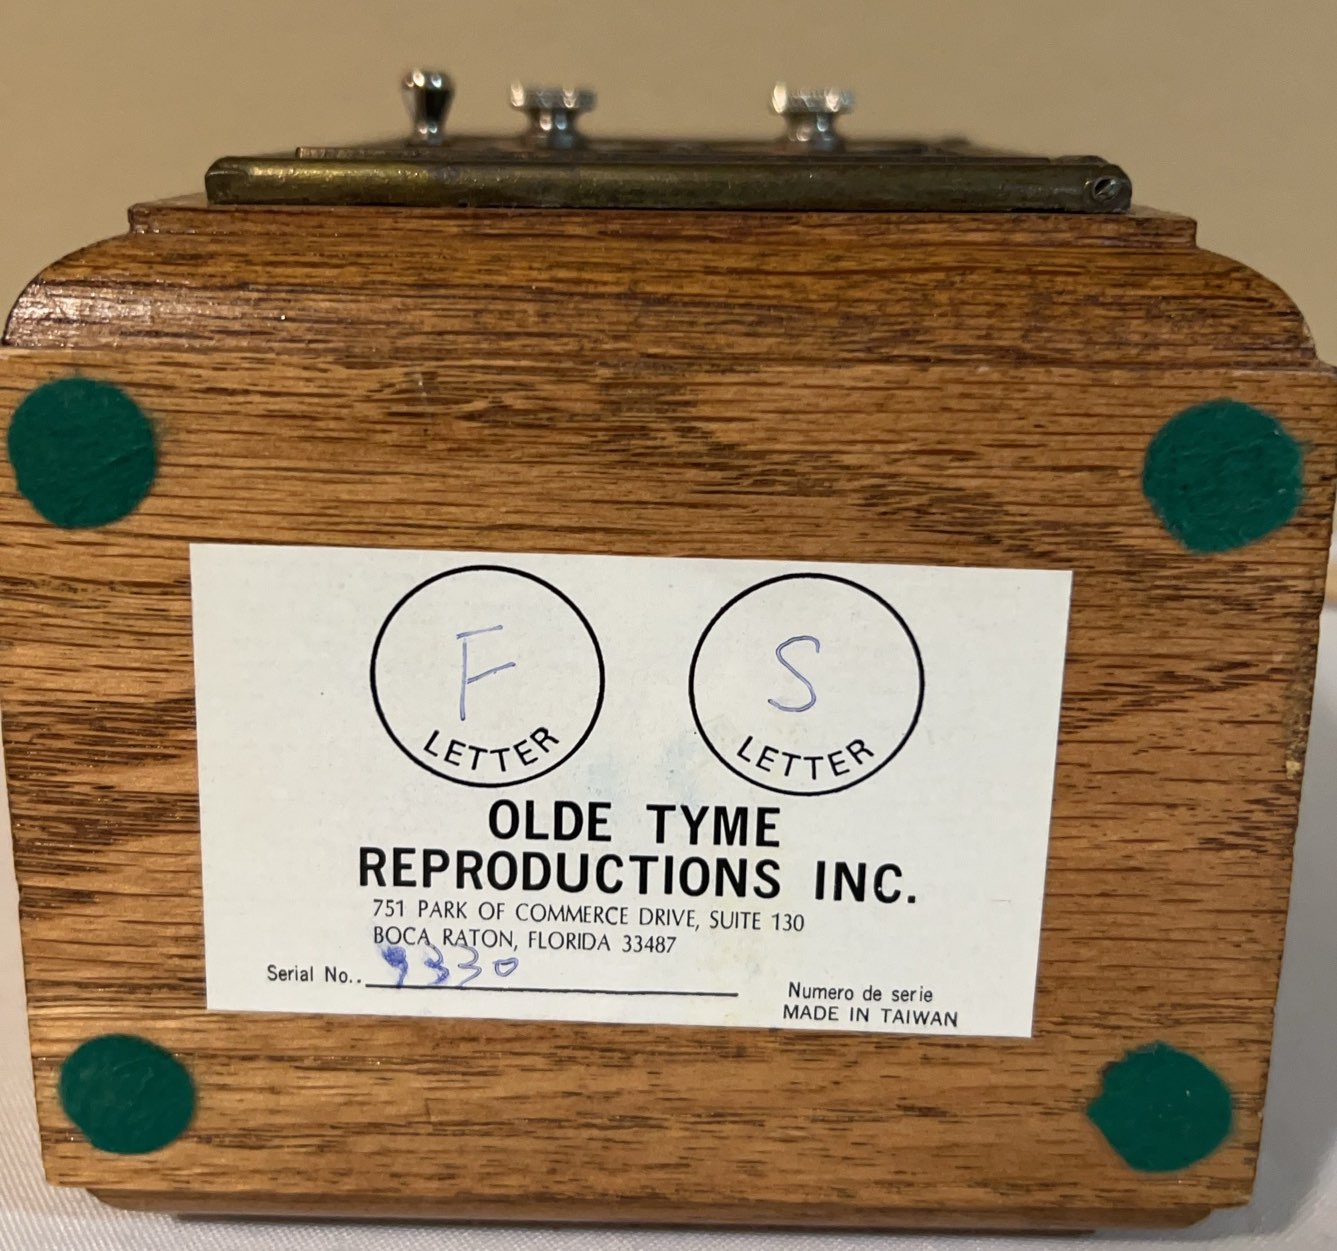 F S
LETTER LETTER
OLDE TYME
REPRODUCTIONS INC.
751 PARK OF COMMERCE DRIVE, SUITE 130
BOCA RATON, FLORIDA 33487
Serial No.. 9330
Numero de serie
MADE IN TAIWAN